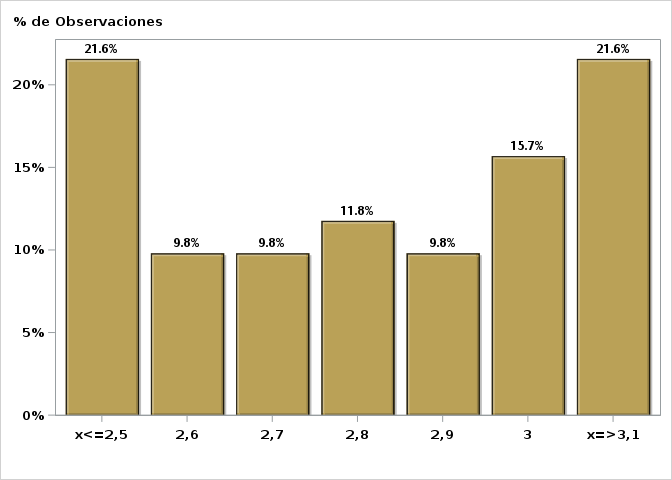 % de Observaciones
21.6% 21.6%
20%
15.7%
15%
11.8%
9.8% 9.8% 9.8%
10%
5%
0%
x<=2,5 2,6 2,7 2,8 2,9 3 x=>3,1